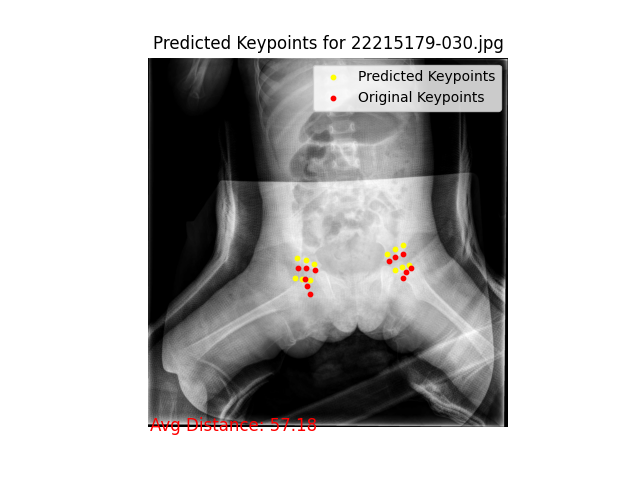 Predicted Keypoints for 22215179-030.jpg
Predicted Keypoints
Original Keypoints
Avg Distance: 57.18